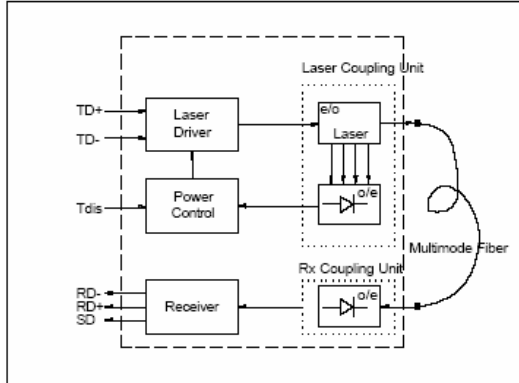 Laser Coupling Unit
TD+
TD-
Laser
Driver
e/o
Laser
o/e
Tdis
Power
Control
Multimode Fiber
Rx Coupling Unit
RD-
RD+
SD
Receiver
o/e